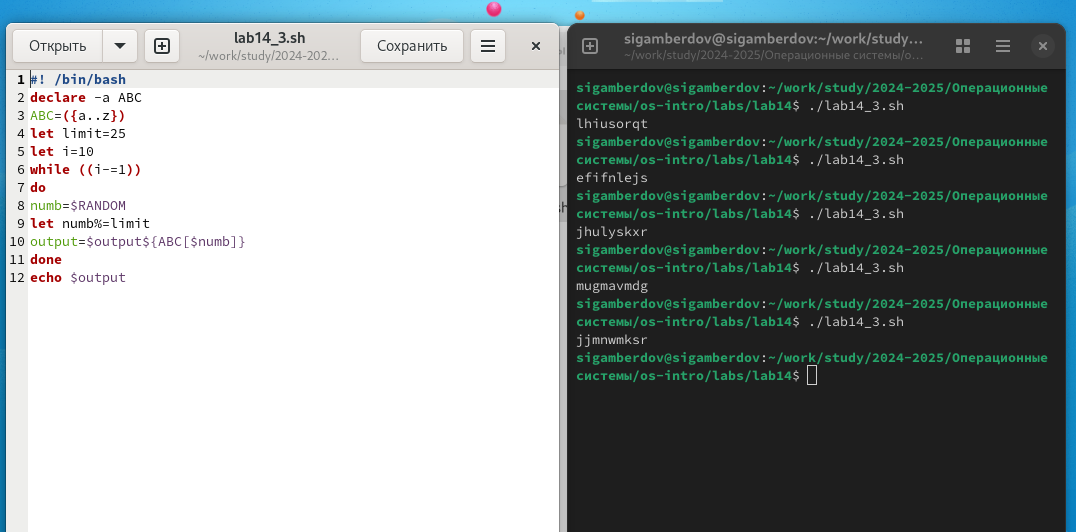 Открыть
lab14_3.sh
~/work/study/2024-202...
Сохранить
1 #! /bin/bash
2 declare -a ABC
3 ABC=({a..z})
4 let limit=25
5 let i=10
6 while ((i-=1))
7 do
8 numb=$RANDOM
9 let numb%=limit
10 output=$output${ABC[$numb]}
11 done
12 echo $output
sigamberdov@sigamberdov:~/work/study...
~/work/study/2024-2025/Операционные системы/o...
sigamberdov@sigamberdov:~/work/study/2024-2025/Операционные
системы/os-intro/labs/lab14$ ./lab14_3.sh
lhiusorqt
sigamberdov@sigamberdov:~/work/study/2024-2025/Операционные
системы/os-intro/labs/lab14$ ./lab14_3.sh
efifnlejs
sigamberdov@sigamberdov:~/work/study/2024-2025/Операционные
системы/os-intro/labs/lab14$ ./lab14_3.sh
jhulyskxr
sigamberdov@sigamberdov:~/work/study/2024-2025/Операционные
системы/os-intro/labs/lab14$ ./lab14_3.sh
mugmavmdg
sigamberdov@sigamberdov:~/work/study/2024-2025/Операционные
системы/os-intro/labs/lab14$ ./lab14_3.sh
jjmnwmksr
sigamberdov@sigamberdov:~/work/study/2024-2025/Операционные
системы/os-intro/labs/lab14$